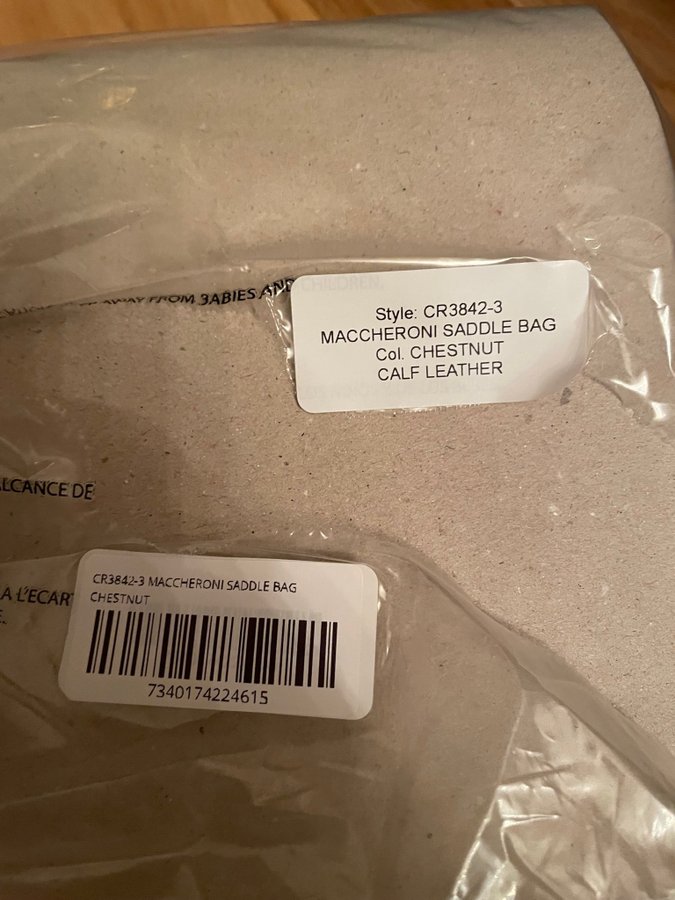 AWAY FROM BABIES AND CHILDREN.
Style: CR3842-3
MACCHERONI SADDLE BAG
Col. CHESTNUT
CALF LEATHER
ALCANCE DE
A L'ECAR
CR3842-3 MACCHERONI SADDLE BAG
CHESTNUT
7340174224615